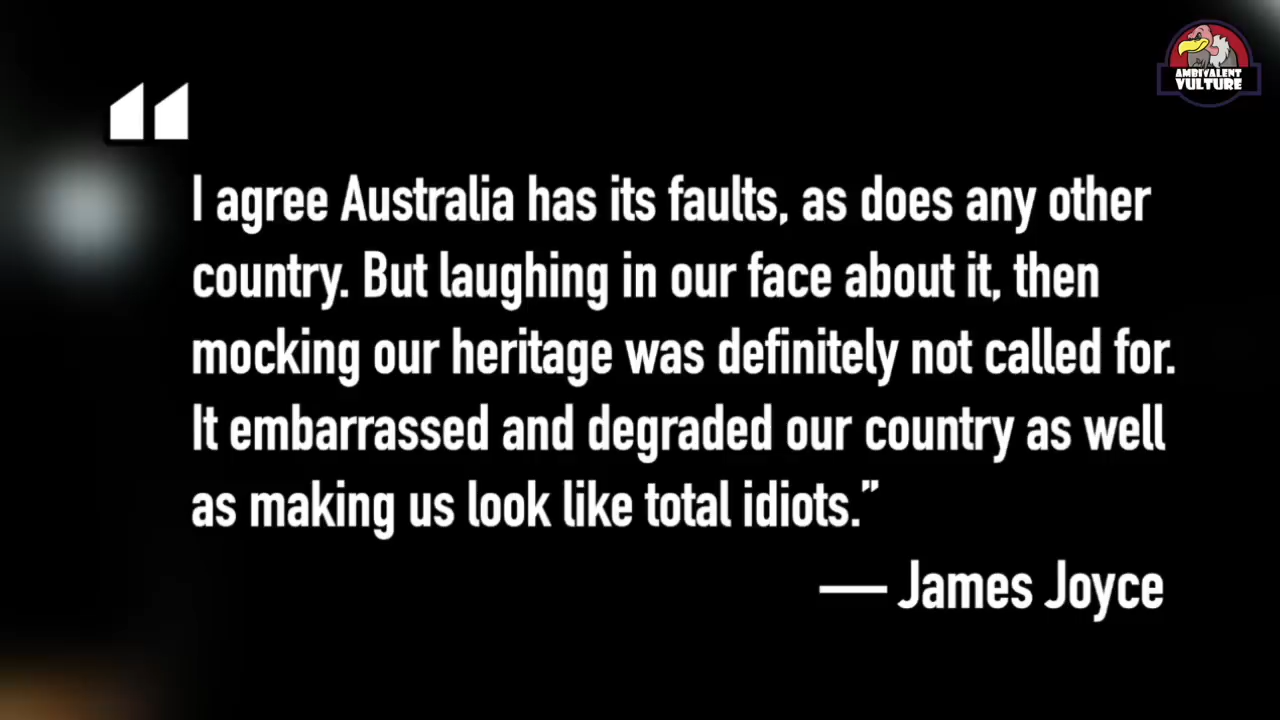 AMBIVALENT
VULTURE
"
I agree Australia has its faults, as does any other
country. But laughing in our face about it, then
mocking our heritage was definitely not called for.
It embarrassed and degraded our country as well
as making us look like total idiots.”
— James Joyce